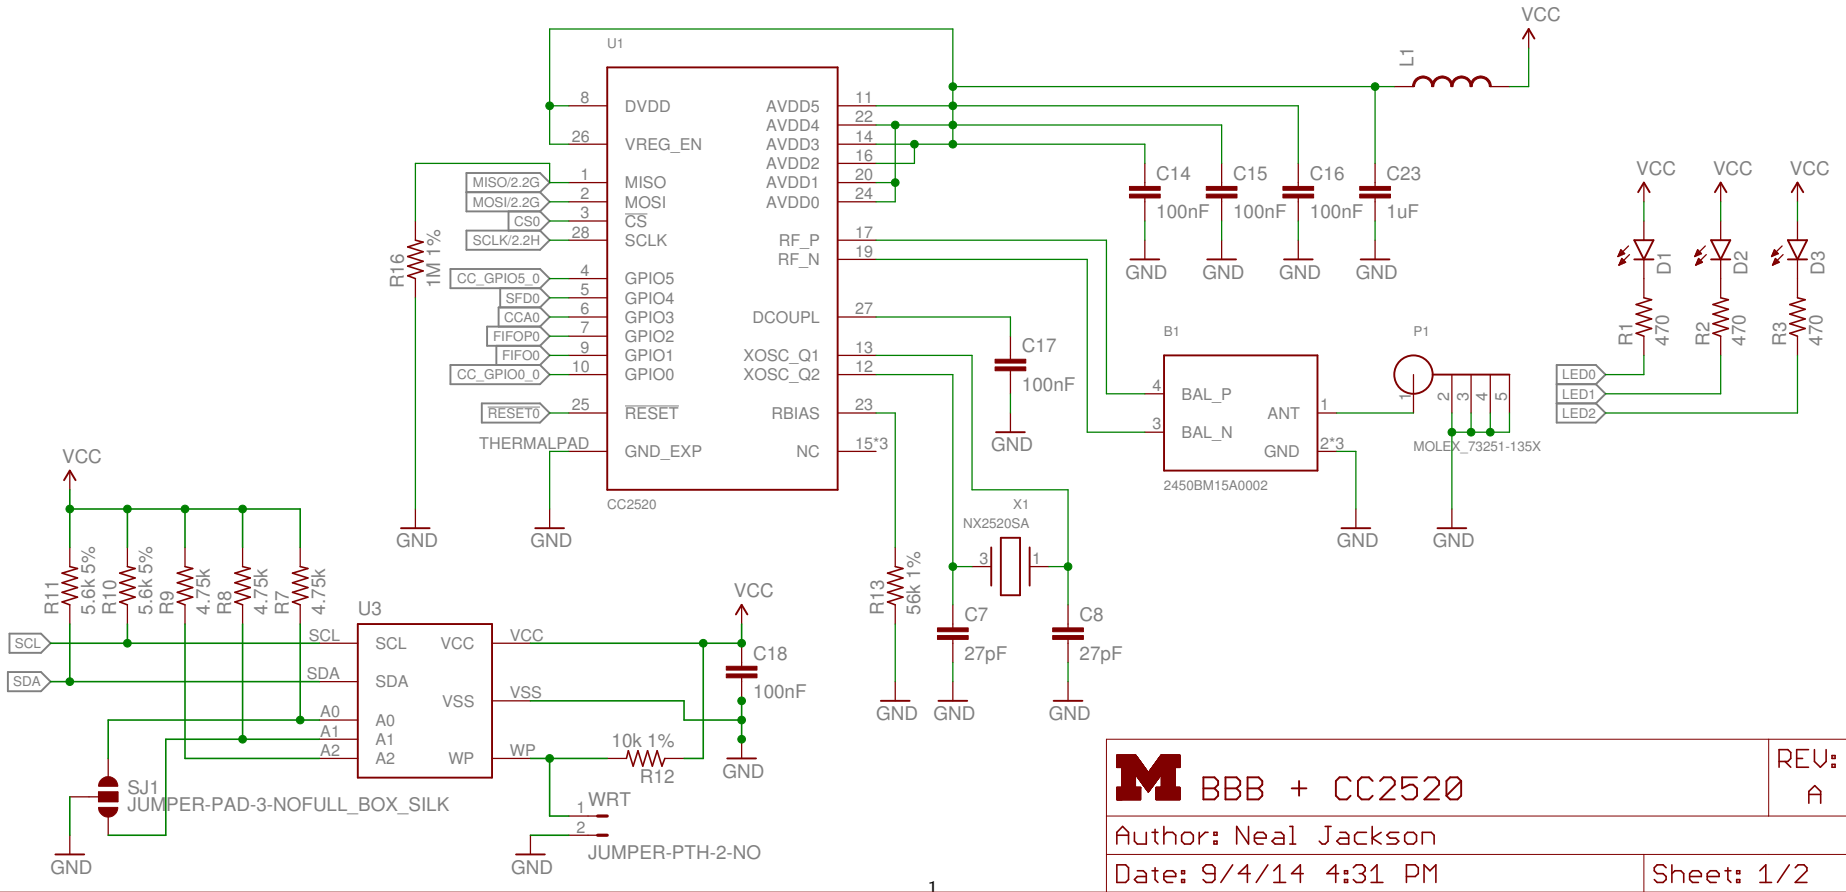 VCC
U1
L1
8 DVDD AVDD5 11
22
AVDD4
26 VREG_EN AVDD3 14
AVDD2 16
MISO/2.2G 1 MISO AVDD1 20
MOSI/2.2G 2 MOSI AVDD0 24
CS0 3 CS
SCLK/2.2H 28 SCLK RF_P 17
RF_N 19
R16
1M 1%
CC_GPIO5_0 4 GPIO5
SFD0 5 GPIO4
CCA0 6 GPIO3 DCOUPL 27
FIFOP0 7 GPIO2
FIFO0 9 GPIO1 XOSC_Q1 13
CC_GPIO0_0 10 GPIO0 XOSC_Q2 12
RESET0 25 RESET RBIAS 23
THERMALPAD GND_EXP NC 15*3
CC2520
GND
GND
C14
100nF
GND
C15
100nF
GND
C16
100nF
GND
C23
1uF
GND
C17
100nF
GND
B1
4 BAL_P
ANT 1
3 BAL_N
GND 2*3
2450BM15A0002
GND
P1
1
2
3
4
5
MOLEX_73251-135X
GND
VCC
VCC
VCC
D1
D2
D3
R1
470
R2
470
R3
470
LED0
LED1
LED2
X1
NX2520SA
3
1
R13
56k 1%
GND
C7
27pF
GND
C8
27pF
GND
VCC
R11
5.6k 5%
R10
5.6k 5%
R9
4.75k
R8
4.75k
R7
4.75k
U3
SCL SCL SCL VCC VCC
SDA SDA SDA
VSS VSS
A0 A0
A1 A1
A2 A2 WP WP
VCC
C18
100nF
GND
10k 1%
R12
SJ1
JUMPER-PAD-3-NOFULL_BOX_SILK
GND
WRT
1
2
JUMPER-PTH-2-NO
GND
M BBB + CC2520
REV:
A
Author: Neal Jackson
Date: 9/4/14 4:31 PM
Sheet: 1/2
1